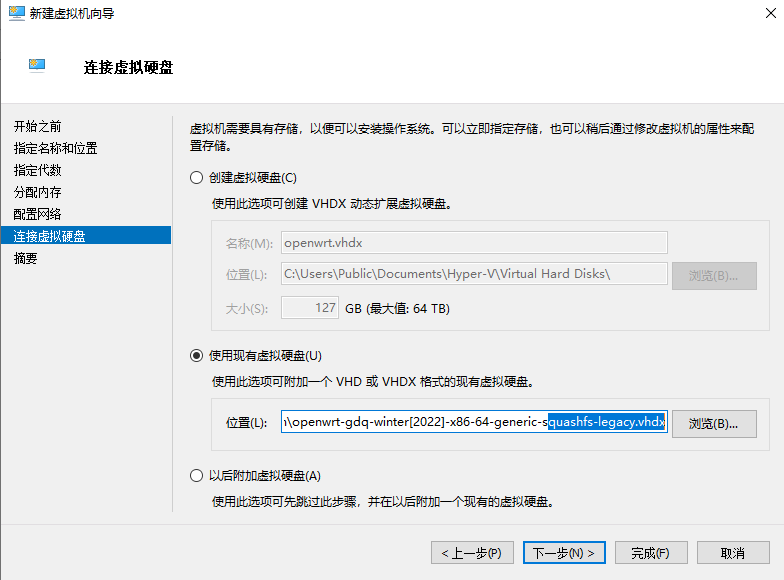 新建虚拟机向导
连接虚拟硬盘
开始之前
指定名称和位置
指定代数
分配内存
配置网络
连接虚拟硬盘
摘要
虚拟机需要具有存储，以便可以安装操作系统。可以立即指定存储，也可以稍后通过修改虚拟机的属性来配
置存储。
创建虚拟硬盘(C)
使用此选项可创建 VHDX 动态扩展虚拟硬盘。
名称(M): openwrt.vhdx
位置(L): C:\Users\Public\Documents\Hyper-V\Virtual Hard Disks\ 浏览(B)...
大小(S): 127 GB (最大值: 64 TB)
使用现有虚拟硬盘(U)
使用此选项可附加一个 VHD 或 VHDX 格式的现有虚拟硬盘。
位置(L): \openwrt-gdq-winter[2022]-x86-64-generic-squashfs-legacy.vhdx 浏览(B)...
以后附加虚拟硬盘(A)
使用此选项可先跳过此步骤，并在以后附加一个现有的虚拟硬盘。
< 上一步(P) 下一步(N) > 完成(F) 取消